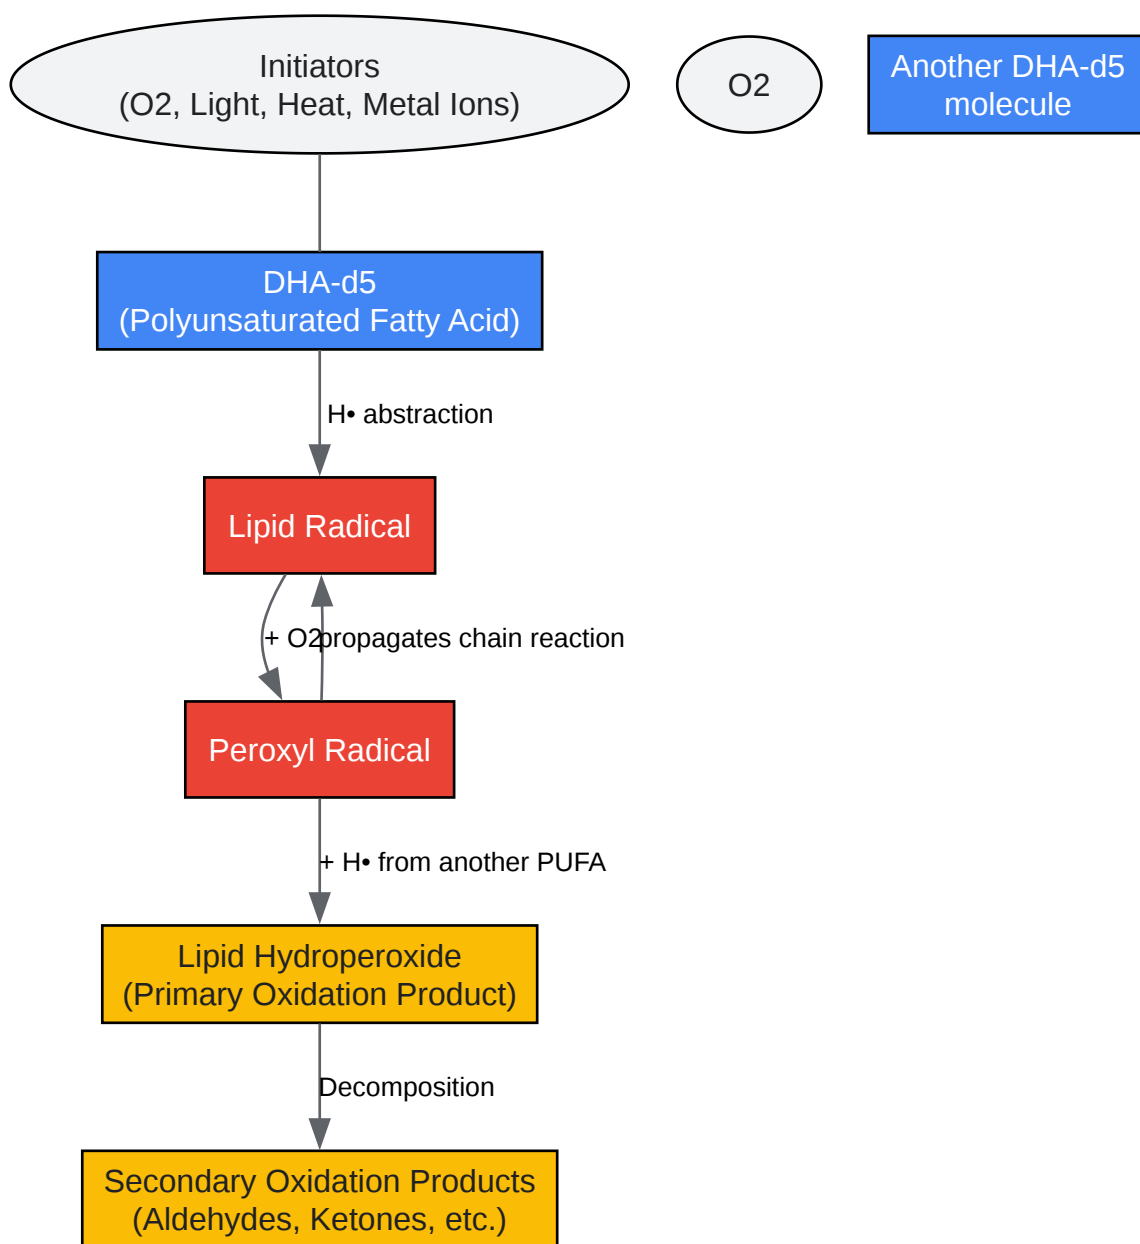 Initiators
(O2, Light, Heat, Metal Ions)
O2
Another DHA-d5
molecule
DHA-d5
(Polyunsaturated Fatty Acid)
H• abstraction
Lipid Radical
+ O2
propagates chain reaction
Peroxyl Radical
+ H• from another PUFA
Lipid Hydroperoxide
(Primary Oxidation Product)
Decomposition
Secondary Oxidation Products
(Aldehydes, Ketones, etc.)